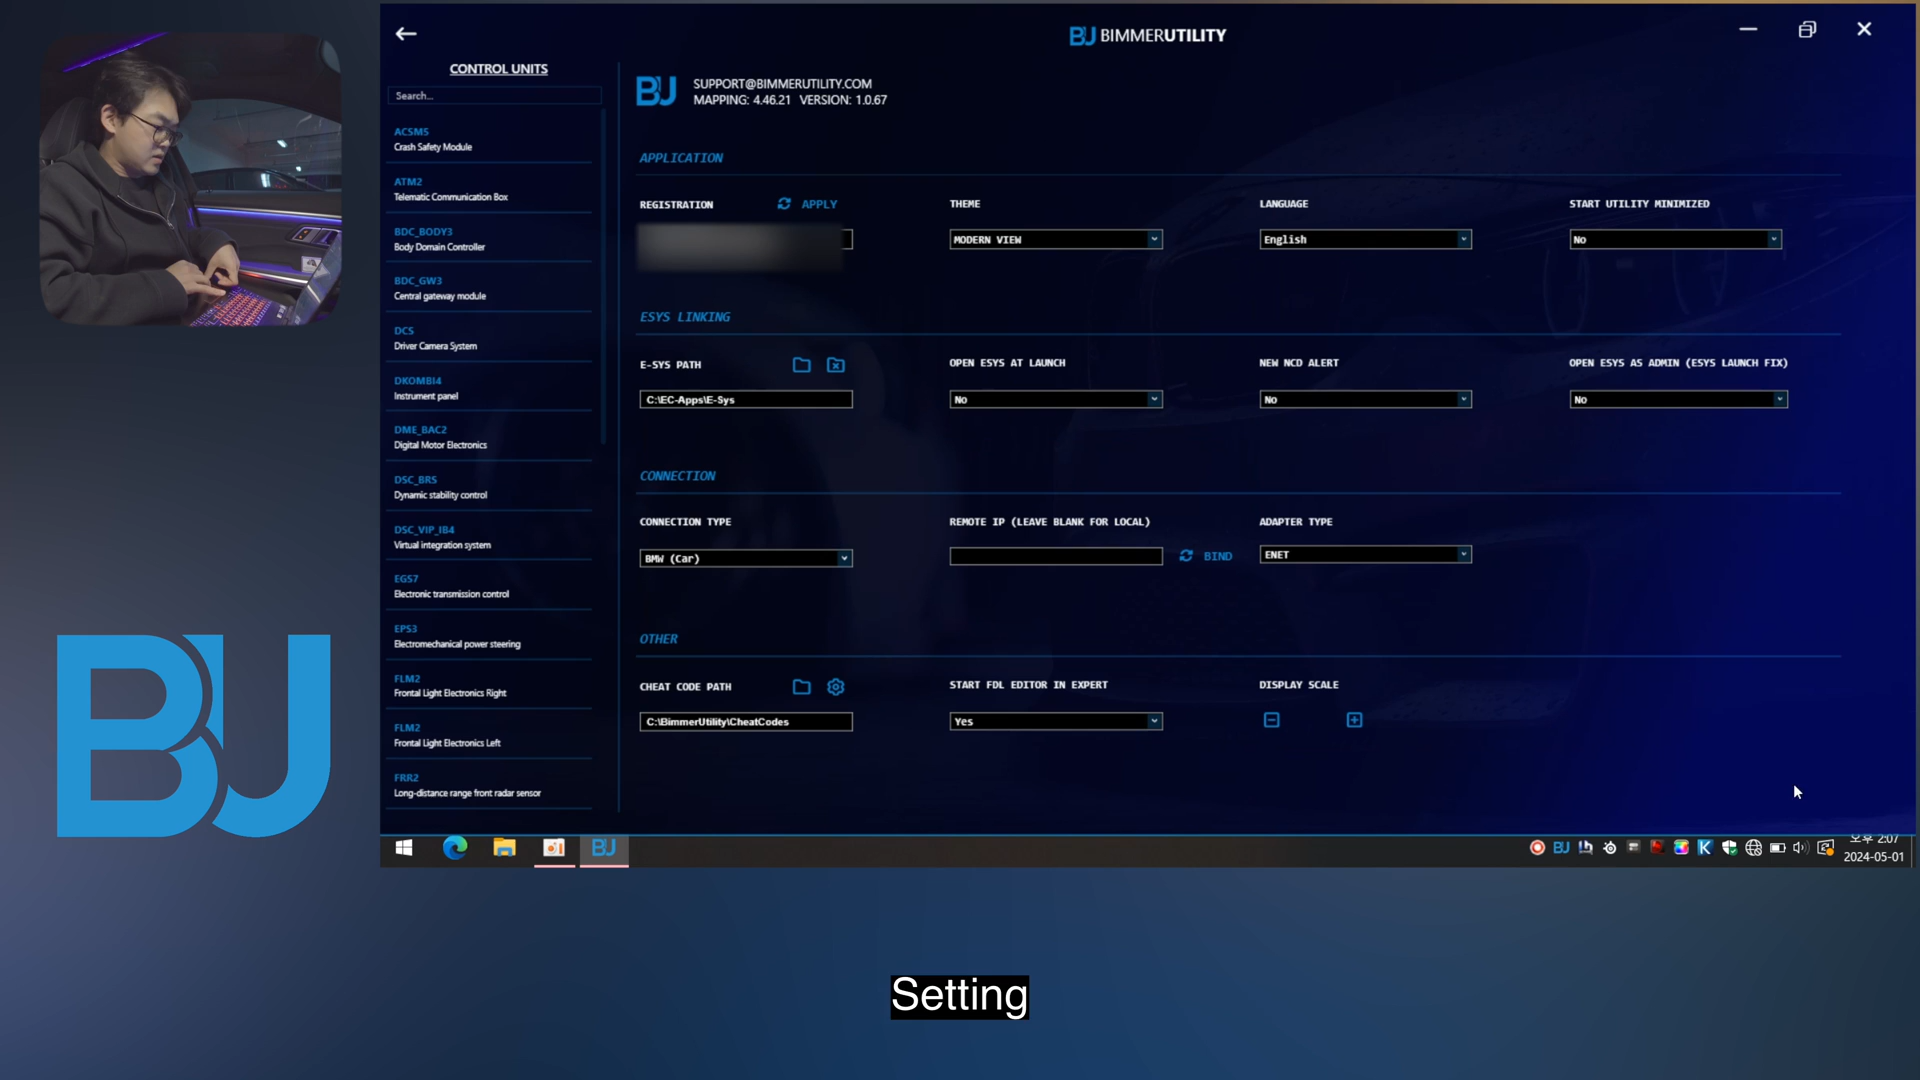 BJ BIMMERUTILITY
CONTROL UNITS
Search...
ACSM5
Crash Safety Module
ATM2
Telematic Communication Box
BDC_BODY3
Body Domain Controller
BDC_GW3
Central gateway module
DCS
Driver Camera System
DKOMBI4
Instrument panel
DME_BAC2
Digital Motor Electronics
DSC_BRS
Dynamic stability control
DSC_VIP_IB4
Virtual integration system
EGS7
Electronic transmission control
EPS3
Electromechanical power steering
FLM2
Frontal Light Electronics Right
FLM2
Frontal Light Electronics Left
FRR2
Long-distance range front radar sensor
BJ
SUPPORT@BIMMERUTILITY.COM
MAPPING: 4.46.21 VERSION: 1.0.67
APPLICATION
REGISTRATION APPLY
THEME
MODERN VIEW
LANGUAGE
English
START UTILITY MINIMIZED
No
ESYS LINKING
E-SYS PATH
C:\EC-Apps\E-Sys
OPEN ESYS AT LAUNCH
No
NEW NCD ALERT
No
OPEN ESYS AS ADMIN (ESYS LAUNCH FIX)
No
CONNECTION
CONNECTION TYPE
BMW (Car)
REMOTE IP (LEAVE BLANK FOR LOCAL)
BIND
ADAPTER TYPE
ENET
OTHER
CHEAT CODE PATH
C:\BimmerUtility\CheatCodes
START FDL EDITOR IN EXPERT
Yes
DISPLAY SCALE
BJ
BJ
K
오후 2:07
2024-05-01
BJ
Setting